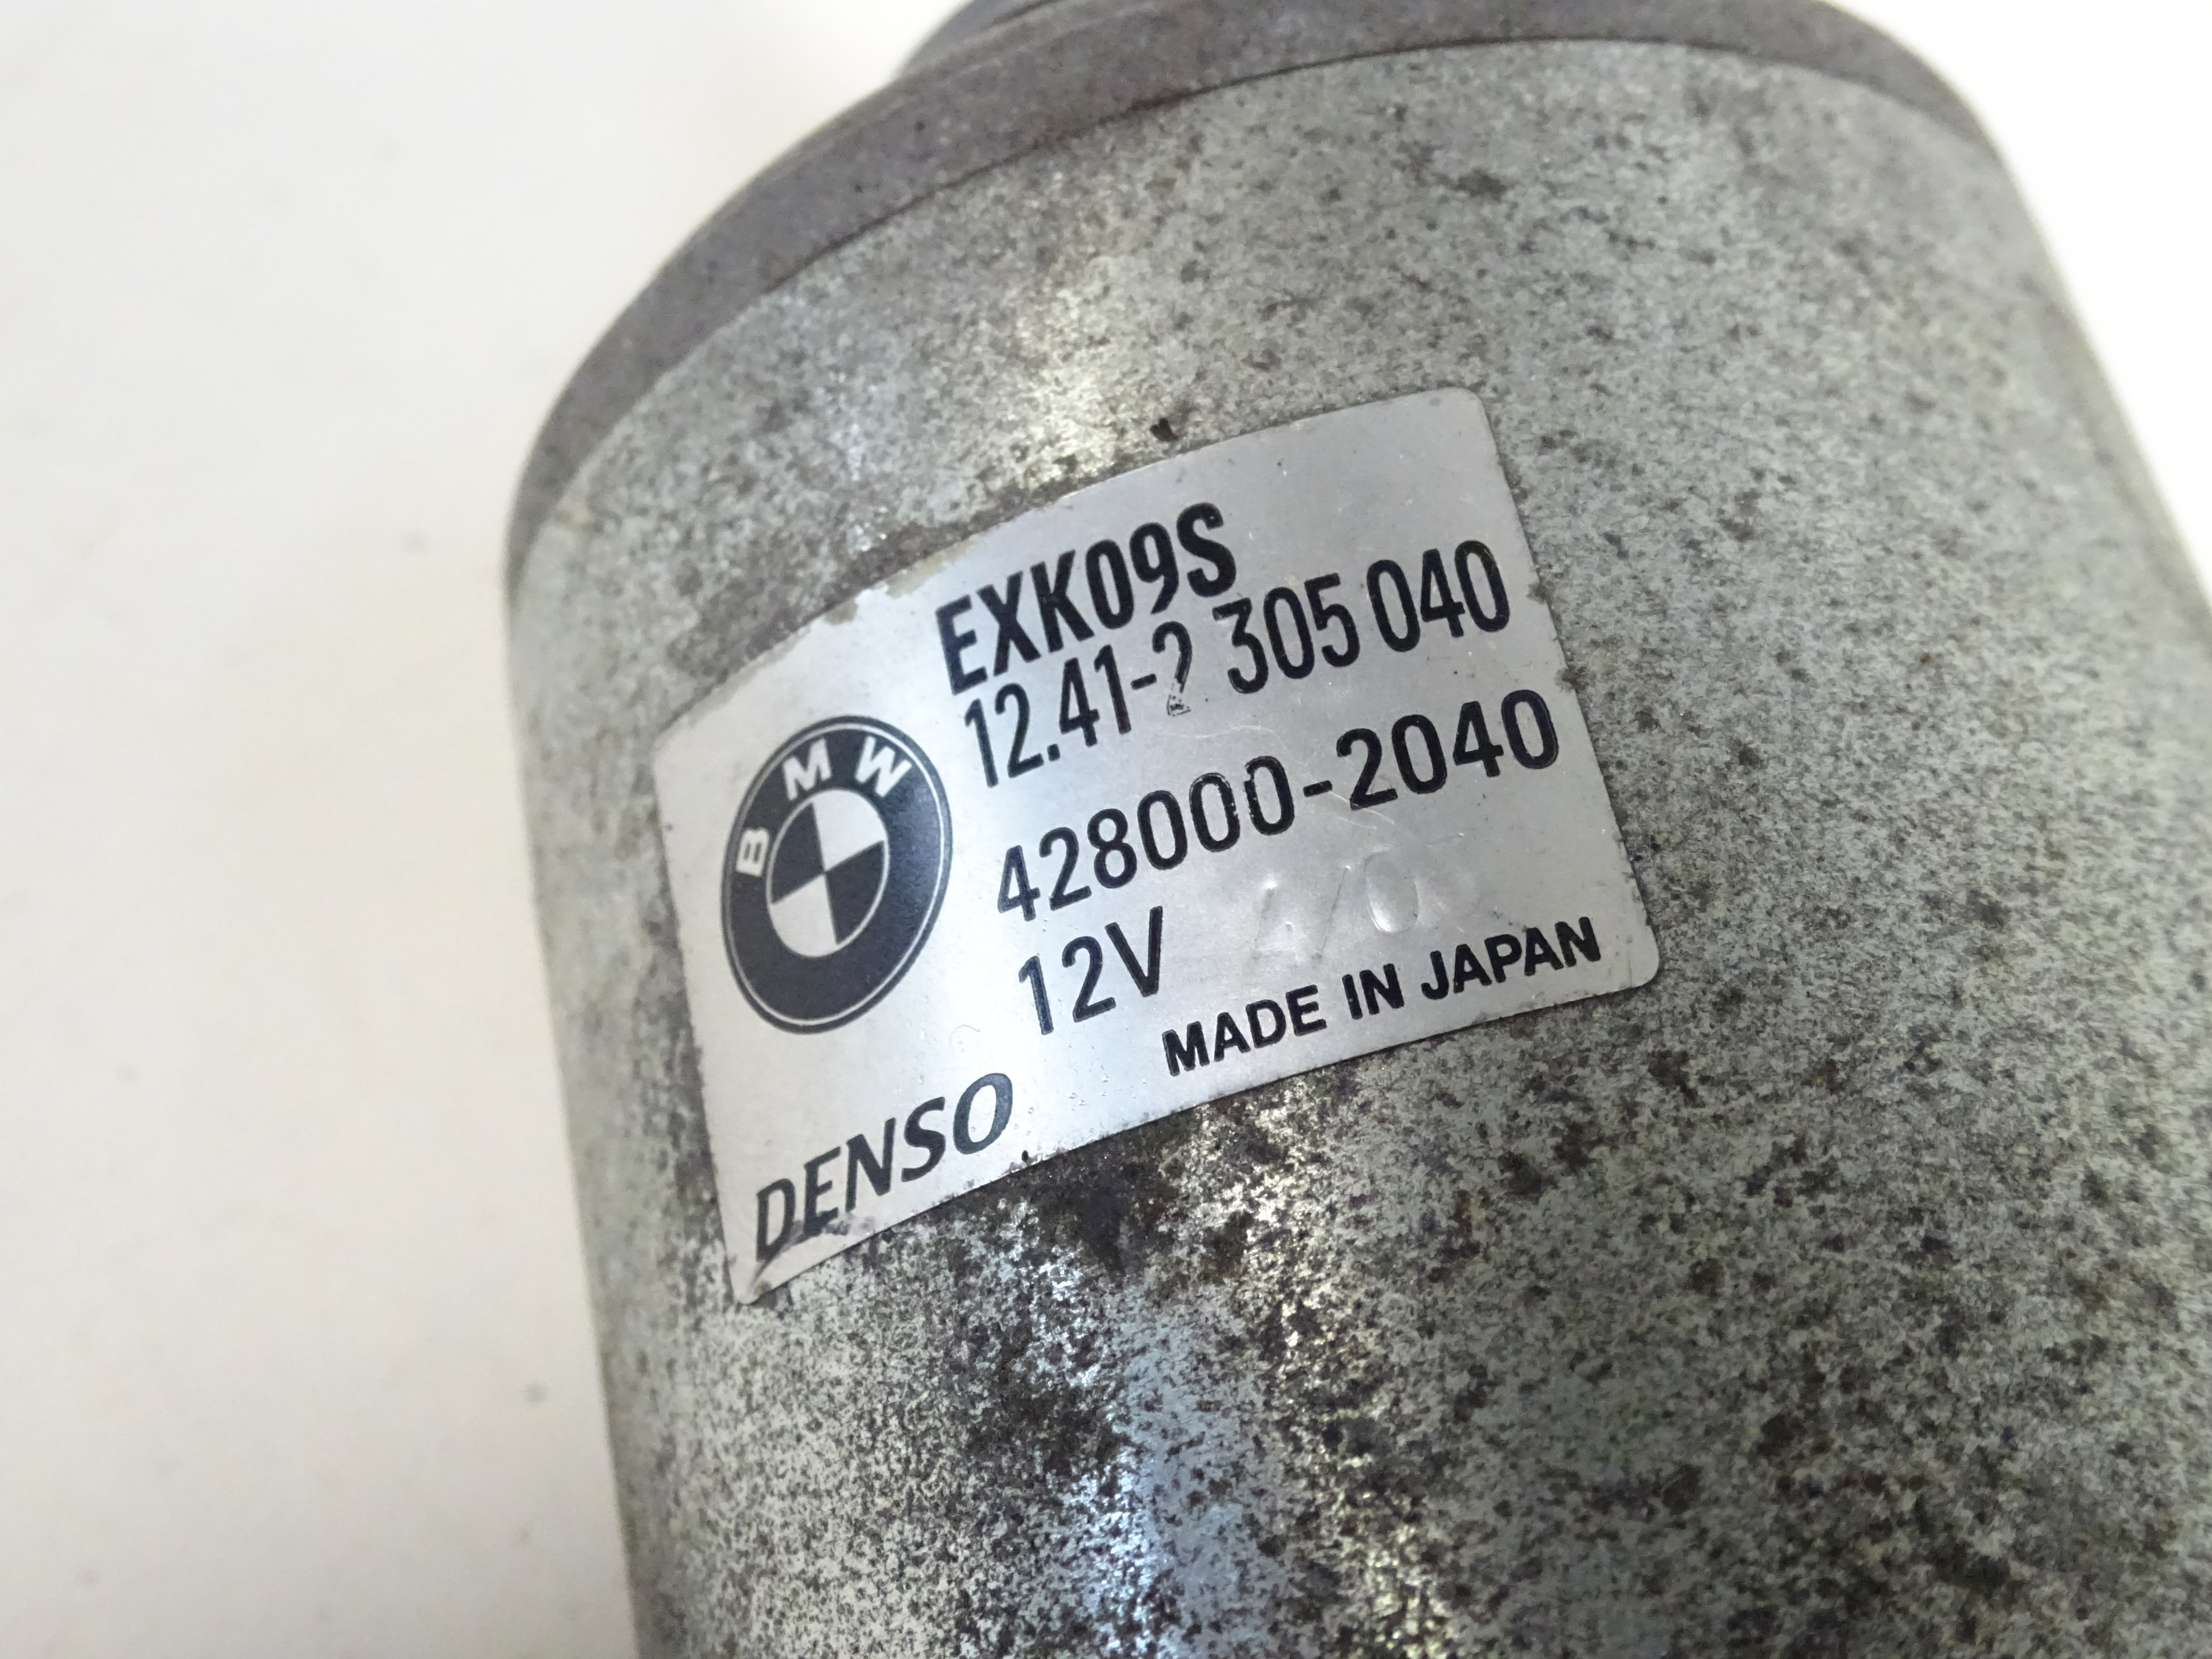 EXK09S
12.41-2 305 040
BMW
428000-2040
12V
MADE IN JAPAN
DENSO